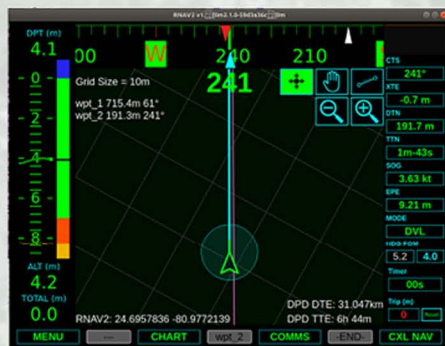 DPT (m)
4.1
0
2
4
6
8
ALT (m)
4.2
TOTAL (m)
0.0
00
W
240
210
241
Grid Size = 10m
wpt_1 715.4m 61°
wpt_2 191.3m 241°
RNAV2: 24.6957836 -80.9772139
DPD DTE: 31.047km
DPD TTE: 6h 44m
CTS
241°
XTE
-0.7 m
DTN
191.7 m
TTN
1m-43s
SOG
3.63 kt
EPE
9.21 m
MODE
DVL
HDG FOM
5.2 4.0
Timer
00s
Trip (m)
0 Reset
MENU
---
CHART
wpt_2
COMMS
-END-
CXL NAV